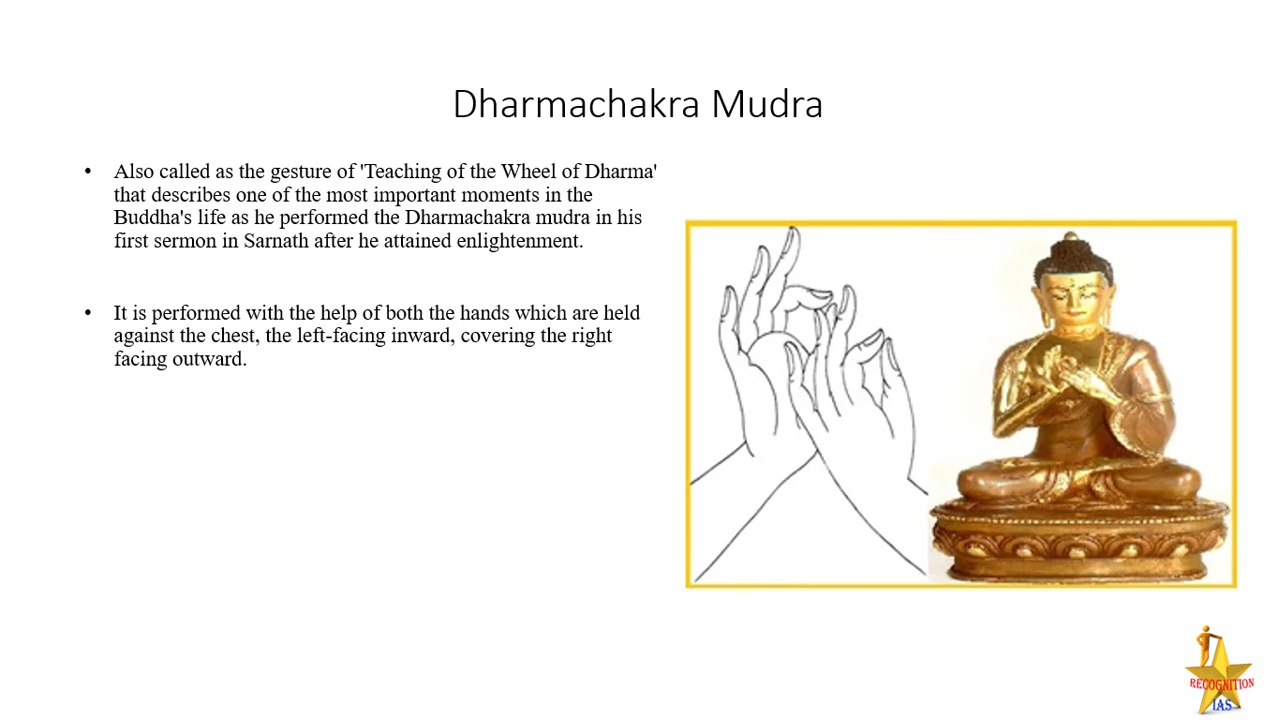 Dharmachakra Mudra
• Also called as the gesture of 'Teaching of the Wheel of Dharma'
that describes one of the most important moments in the
Buddha's life as he performed the Dharmachakra mudra in his
first sermon in Sarnath after he attained enlightenment.
• It is performed with the help of both the hands which are held
against the chest, the left-facing inward, covering the right
facing outward.
RECOGNITION
IAS